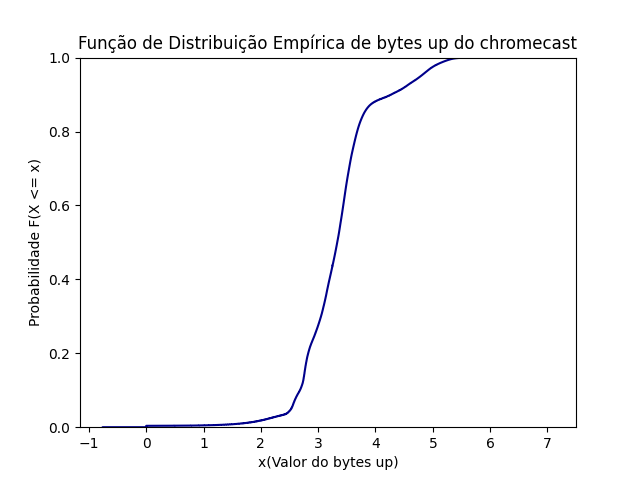 Função de Distribuição Empírica de bytes up do chromecast
Probabilidade F(X <= x)
1.0
0.8
0.6
0.4
0.2
0.0
−1 0 1 2 3 4 5 6 7
x(Valor do bytes up)